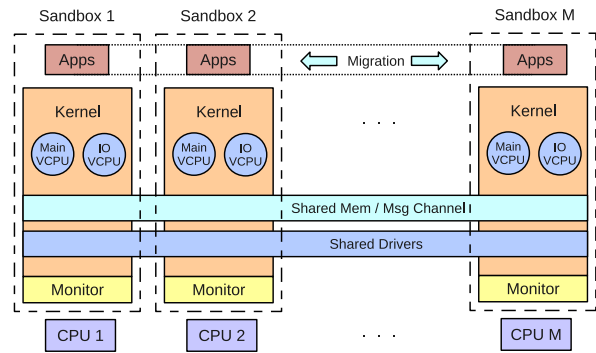 Sandbox 1
Sandbox 2
Sandbox M
Apps
Apps
Migration
Apps
Kernel
Kernel
. . .
Kernel
Main
VCPU
IO
VCPU
Main
VCPU
IO
VCPU
Main
VCPU
IO
VCPU
Shared Mem / Msg Channel
Shared Drivers
Monitor
Monitor
Monitor
CPU 1
CPU 2
. . .
CPU M